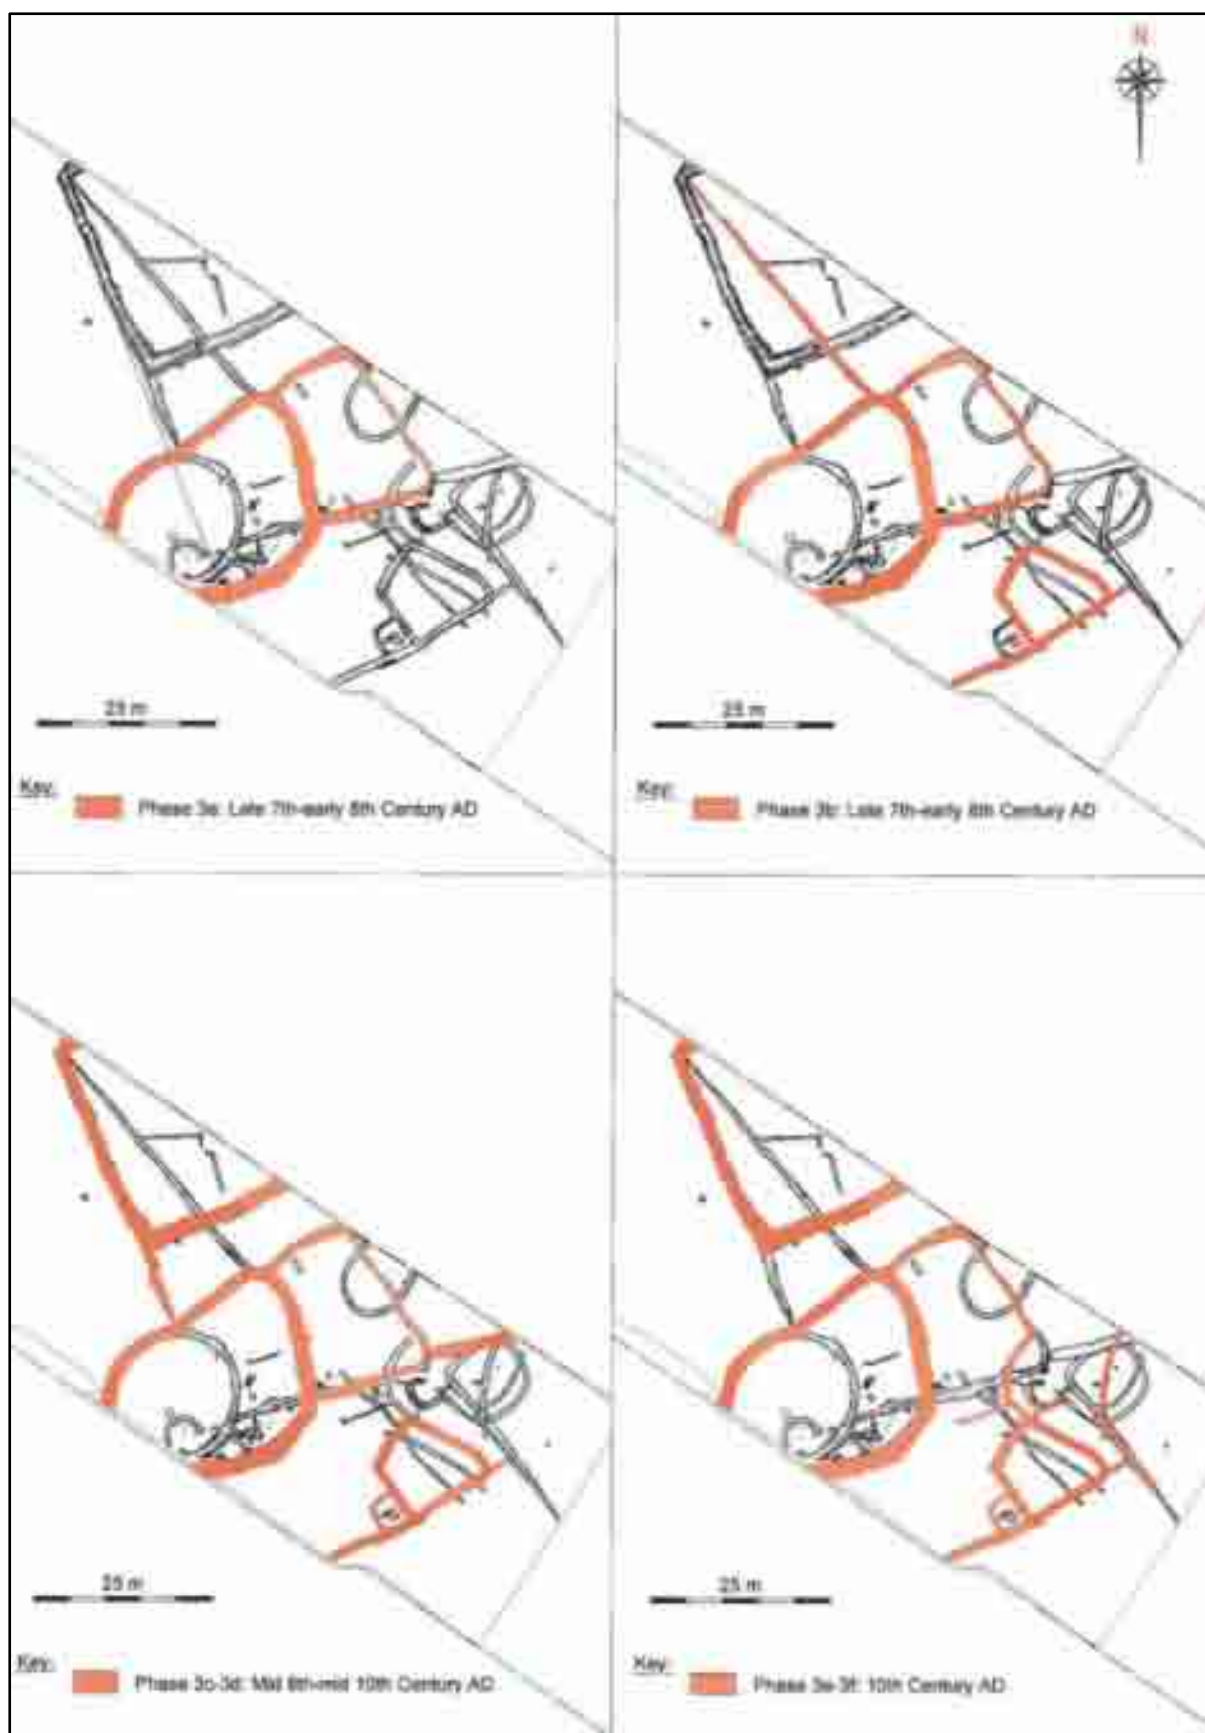 N
25 m
25 m
Key:
Phase 3a: Late 7th-early 8th Century AD
Key:
Phase 3b: Late 7th-early 8th Century AD
25 m
25 m
Key:
Phase 3c-3d: Mid 8th-mid 10th Century AD
Key:
Phase 3e-3f: 10th Century AD